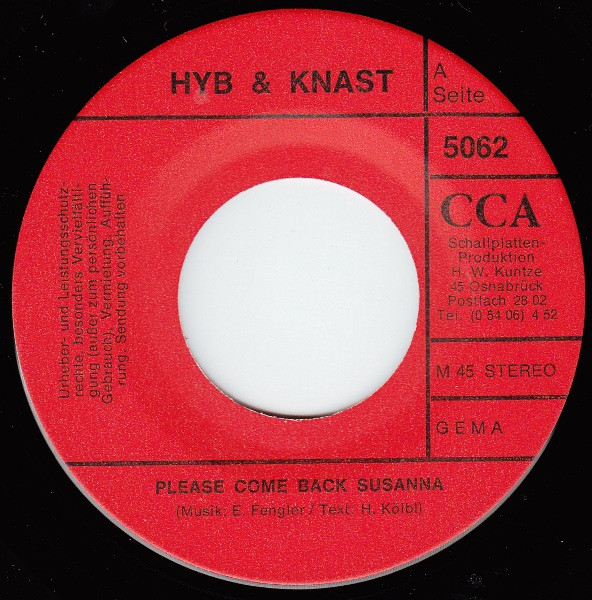 HYB & KNAST
A
Seite
5062
CCA
Schallplatten-
Produktion
H. W. Kuntze
45 Osnabrück
Postfach 28 02
Tel. (0 54 06) 4 52
M 45 STEREO
GEMA
Urheber- und Leistungsschutz-
rechte, besonders Vervielfälti-
gung (außer zum persönlichen
Gebrauch), Vermietung, Auffüh-
rung, Sendung vorbehalten
PLEASE COME BACK SUSANNA
(Musik: E. Fengler / Text: H. Kölbl)